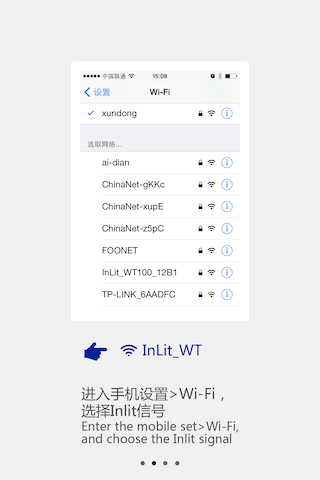 中国联通 15:08
设置 Wi-Fi
xundong
选取网络...
ai-dian
ChinaNet-gKKc
ChinaNet-xupE
ChinaNet-z5pC
FOONET
InLit_WT100_12B1
TP-LINK_6AADFC
InLit_WT
进入手机设置>Wi-Fi，
选择Inlit信号
Enter the mobile set>Wi-Fi,
and choose the Inlit signal